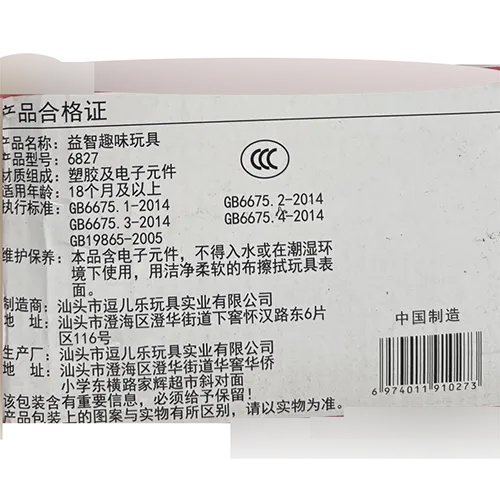 产品合格证
产品名称：益智趣味玩具
产品型号：6827
材质组成：塑胶及电子元件
适用年龄：18个月及以上
执行标准：GB6675.1-2014 GB6675.2-2014
GB6675.3-2014 GB6675.4-2014
GB19865-2005
CCC
维护保养：本品含电子元件，不得入水或在潮湿环
境下使用，用洁净柔软的布擦拭玩具表
面。
制造商：汕头市逗儿乐玩具实业有限公司
地 址：汕头市澄海区澄华街道下窖怀汉路东6片
区116号
中国制造
生产厂：汕头市逗儿乐玩具实业有限公司
地 址：汕头市澄海区澄华街道下窖华侨
小学东横路家辉超市斜对面
6974011910273
该包装含有重要信息，必须给予保留！
产品包装上的图案与实物有所区别，请以实物为准。